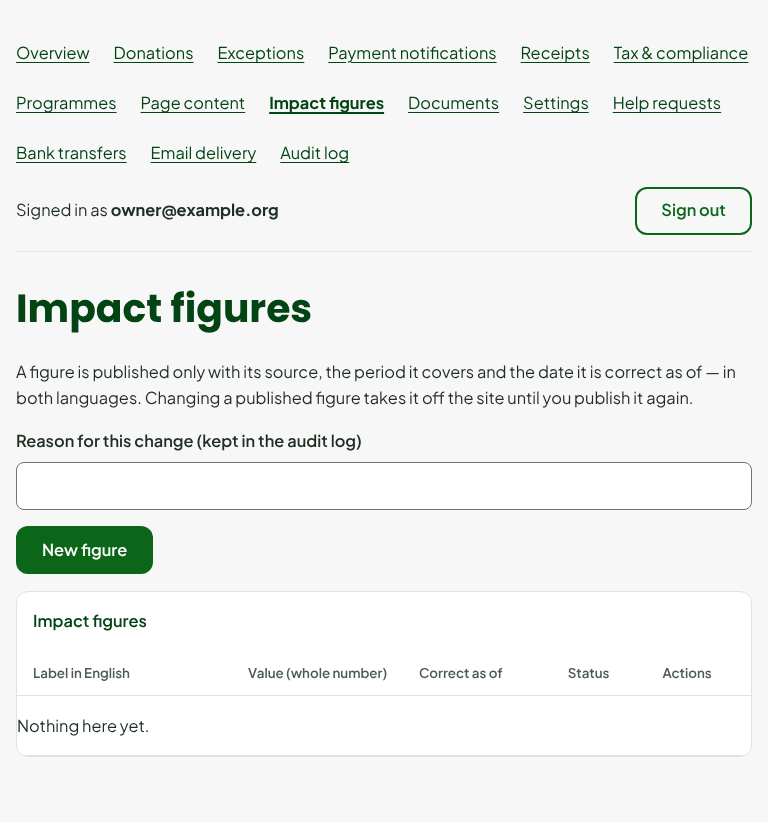 Overview Donations Exceptions Payment notifications Receipts Tax & compliance
Programmes Page content Impact figures Documents Settings Help requests
Bank transfers Email delivery Audit log
Signed in as owner@example.org Sign out
Impact figures
A figure is published only with its source, the period it covers and the date it is correct as of — in
both languages. Changing a published figure takes it off the site until you publish it again.
Reason for this change (kept in the audit log)
New figure
Impact figures
Label in English Value (whole number) Correct as of Status Actions
Nothing here yet.